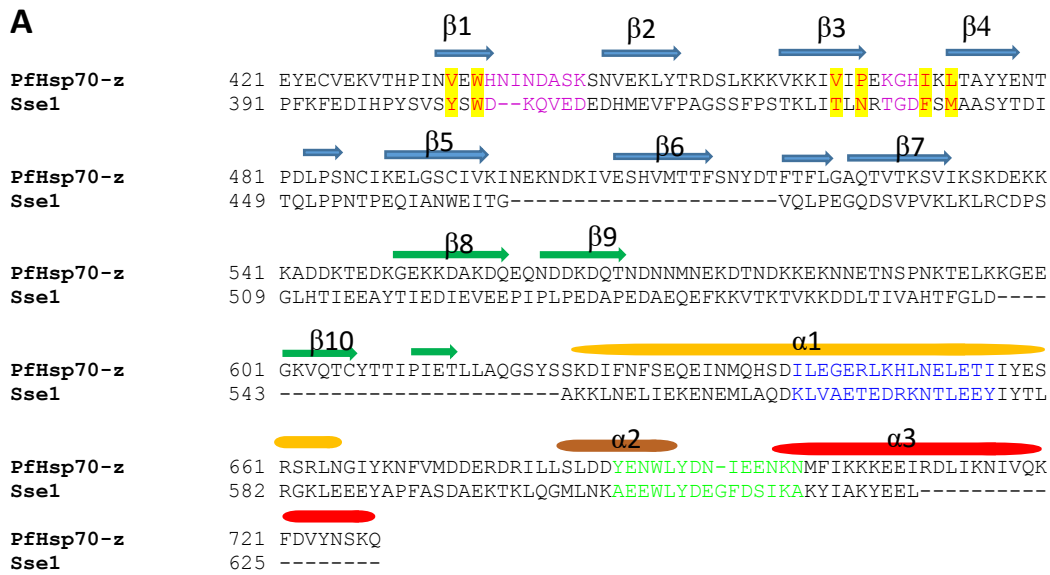 A
β1 β2 β3 β4
PfHsp70-z 421 EYECVEKVTHPINVEWHNINDASKSNVEKLYTRDSLKKKVKKIVIPEKGHIKLTAYYENT
Sse1 391 PFKFEDIHPYSVSYSWD--KQVEDEDHMEVFPAGSSFPSTKLITLNRTGDFSMAASYTDI
β5 β6 β7
PfHsp70-z 481 PDLPSNCIKELGSCIVKINEKNDKIVESHVMTTFSNYDTFTFLGAQTVTKSVIKSKDEKK
Sse1 449 TQLPPNTPEQIANWEITG---------------------VQLPEGQDSVPVKLKLRCDPS
β8 β9
PfHsp70-z 541 KADDKTEDKGEKKDAKDQEQNDDKDQTNDNNMNEKDTNDKKEKNNETNSPNKTELKKGEE
Sse1 509 GLHTIEEAYTIEDIEVEEPIPLPEDAPEDAEQEFKKVTKTVKKDDLTIVAHTFGLD----
β10 α1
PfHsp70-z 601 GKVQTCYTTIPIETLLAQGSYSSKDIFNFSEQEINMQHSDILEGERLKHLNELETIIYES
Sse1 543 ----------------------AKKLNELIEKENEMLAQDKLVAETEDRKNTLEEYIYTL
α2 α3
PfHsp70-z 661 RSRLNGIYKNFVMDDERDRILLSLDDYENWLYDN-IEENKNMFIKKKEEIRDLIKNIVQK
Sse1 582 RGKLEEEYAPFASDAEKTKLQGMLNKAEEWLYDEGFDSIKAKYIAKYEEL----------
PfHsp70-z 721 FDVYNSKQ
Sse1 625 --------